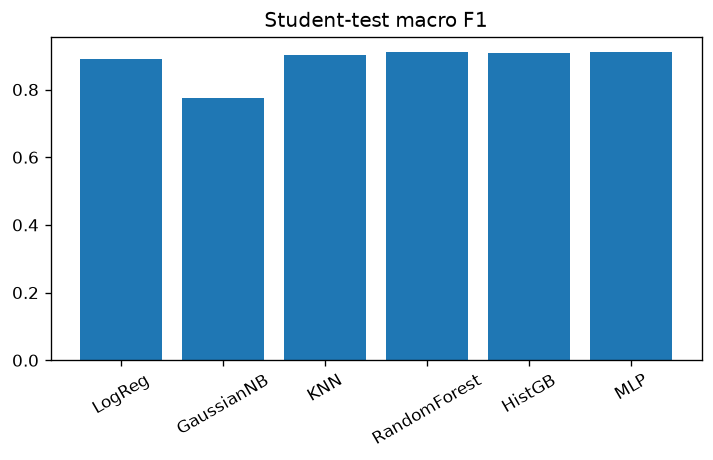 Student-test macro F1
0.8
0.6
0.4
0.2
0.0
LogReg
GaussianNB
KNN
RandomForest
HistGB
MLP